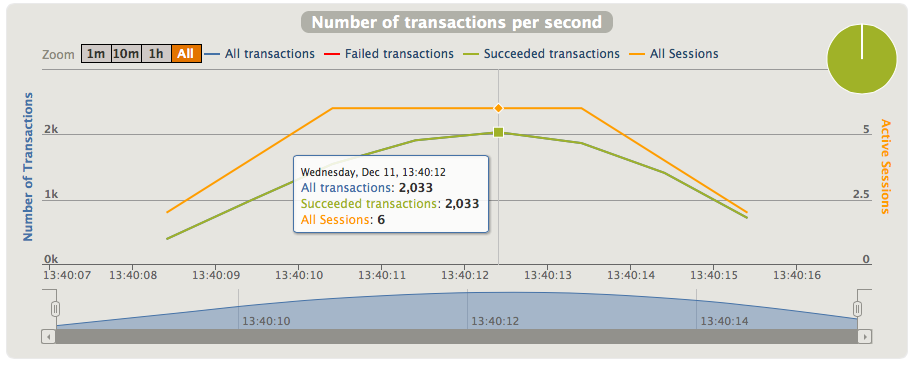 Number of transactions per second
Zoom 1m 10m 1h All All transactions Failed transactions Succeeded transactions All Sessions
Number of Transactions
2k
1k
0k
Active Sessions
5
2.5
0
Wednesday, Dec 11, 13:40:12
All transactions: 2,033
Succeeded transactions: 2,033
All Sessions: 6
13:40:07 13:40:08 13:40:09 13:40:10 13:40:11 13:40:12 13:40:13 13:40:14 13:40:15 13:40:16
13:40:10 13:40:12 13:40:14